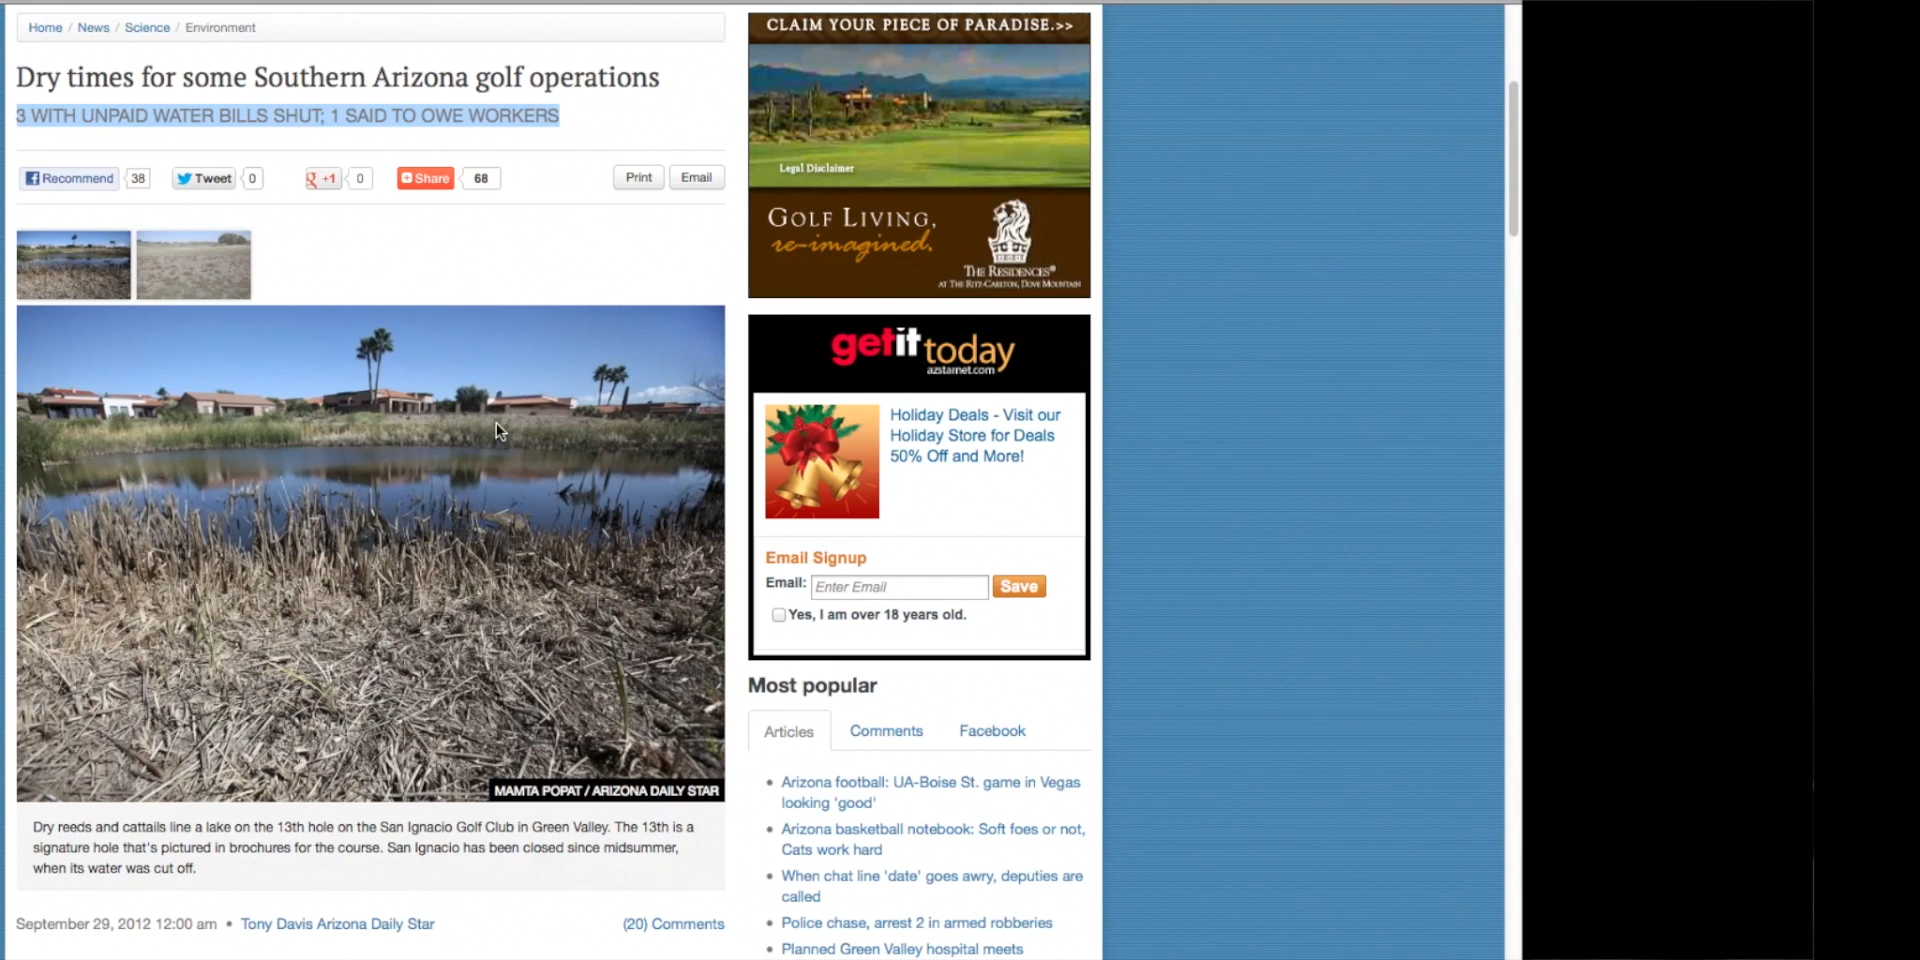 Home / News / Science / Environment
Dry times for some Southern Arizona golf operations
3 WITH UNPAID WATER BILLS SHUT; 1 SAID TO OWE WORKERS
Recommend 38 Tweet 0 +1 0 Share 68 Print Email
MAMTA POPAT / ARIZONA DAILY STAR
Dry reeds and cattails line a lake on the 13th hole on the San Ignacio Golf Club in Green Valley. The 13th is a
signature hole that's pictured in brochures for the course. San Ignacio has been closed since midsummer,
when its water was cut off.
September 29, 2012 12:00 am • Tony Davis Arizona Daily Star (20) Comments
CLAIM YOUR PIECE OF PARADISE.>>
Legal Disclaimer
GOLF LIVING,
re-imagined.
THE RESIDENCES®
AT THE RITZ-CARLTON, DOVE MOUNTAIN
getit today
azstarnet.com
Holiday Deals - Visit our
Holiday Store for Deals
50% Off and More!
Email Signup
Email: Enter Email Save
Yes, I am over 18 years old.
Most popular
Articles Comments Facebook
• Arizona football: UA-Boise St. game in Vegas
looking 'good'
• Arizona basketball notebook: Soft foes or not,
Cats work hard
• When chat line 'date' goes awry, deputies are
called
• Police chase, arrest 2 in armed robberies
• Planned Green Valley hospital meets